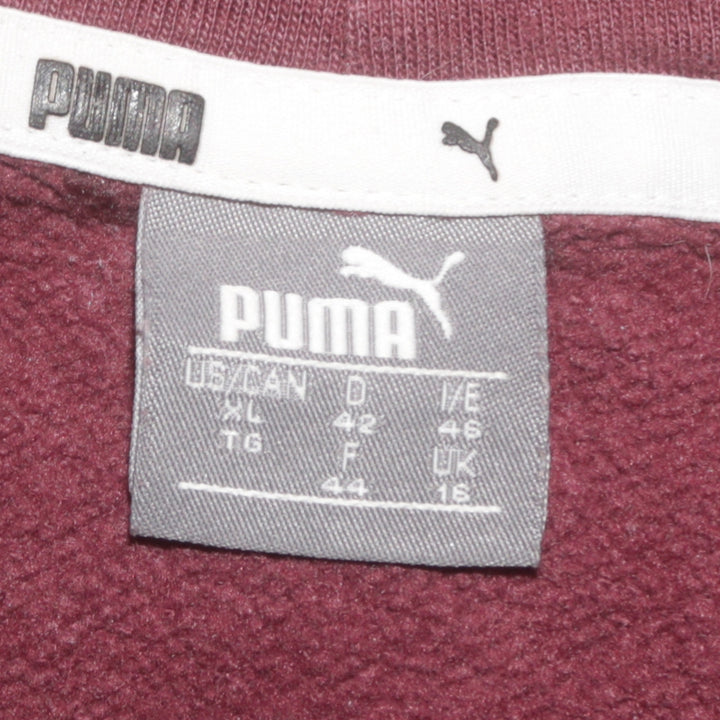 PUMA
PUMA
US/CAN D I/E
XL 42 46
TG F UK
44 16